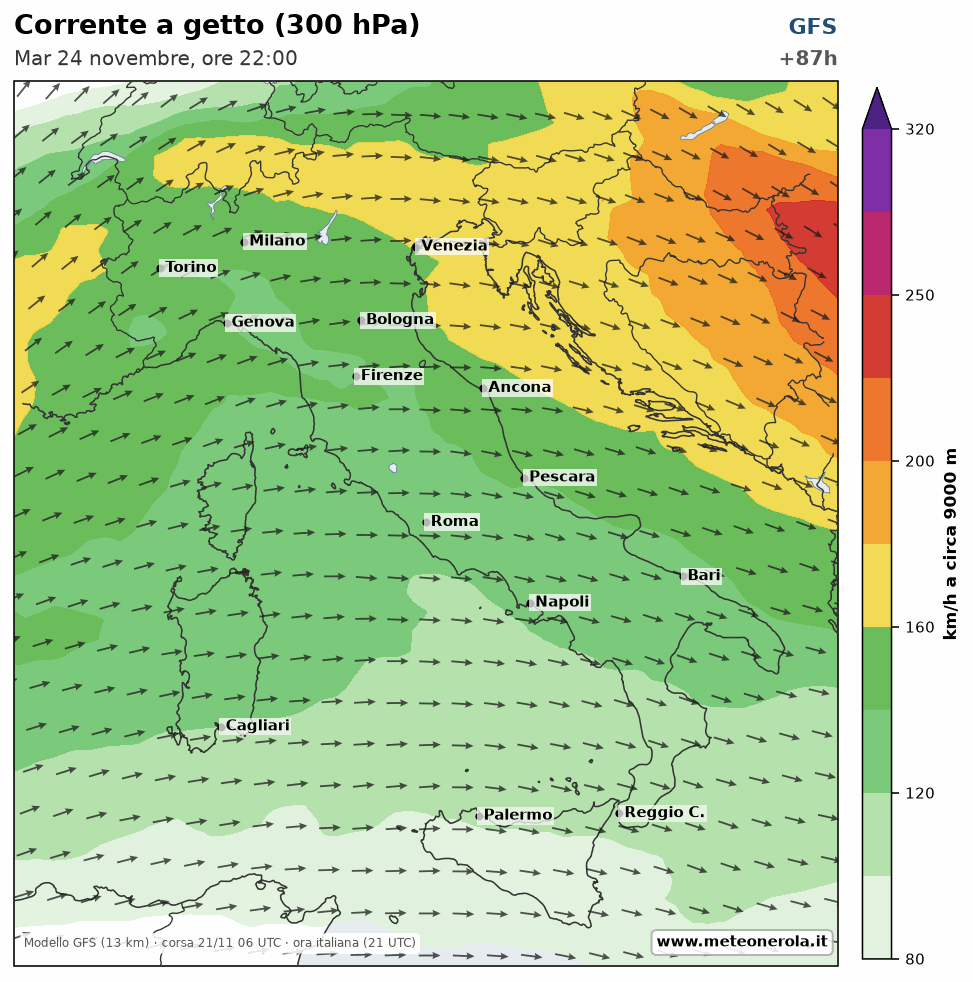 Corrente a getto (300 hPa)
GFS
Mar 24 novembre, ore 22:00
+87h
320
250
200
160
120
80
km/h a circa 9000 m
Milano
Venezia
Torino
Genova
Bologna
Firenze
Ancona
Pescara
Roma
Bari
Napoli
Cagliari
Palermo
Reggio C.
Modello GFS (13 km) · corsa 21/11 06 UTC · ora italiana (21 UTC)
www.meteonerola.it